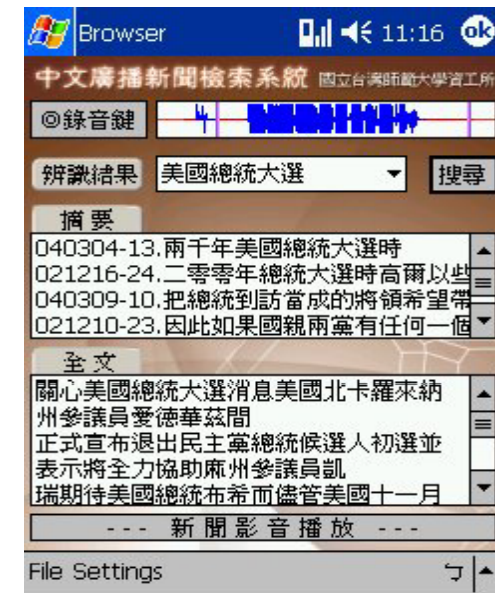 Browser 11:16 ok
中文廣播新聞檢索系統 國立台灣師範大學資工所
◎錄音鍵
辨識結果 美國總統大選 搜尋
摘要
040304-13.兩千年美國總統大選時
021216-24.二零零年總統大選時高爾以些
040309-10.把總統到訪當成的將領希望帶
021210-23.因此如果國親兩黨有任何一個
全文
關心美國總統大選消息美國北卡羅來納
州參議員愛德華茲間
正式宣布退出民主黨總統候選人初選並
表示將全力協助麻州參議員凱
瑞期待美國總統布希而儘管美國十一月
--- 新聞影音播放 ---
File Settings ㄅ